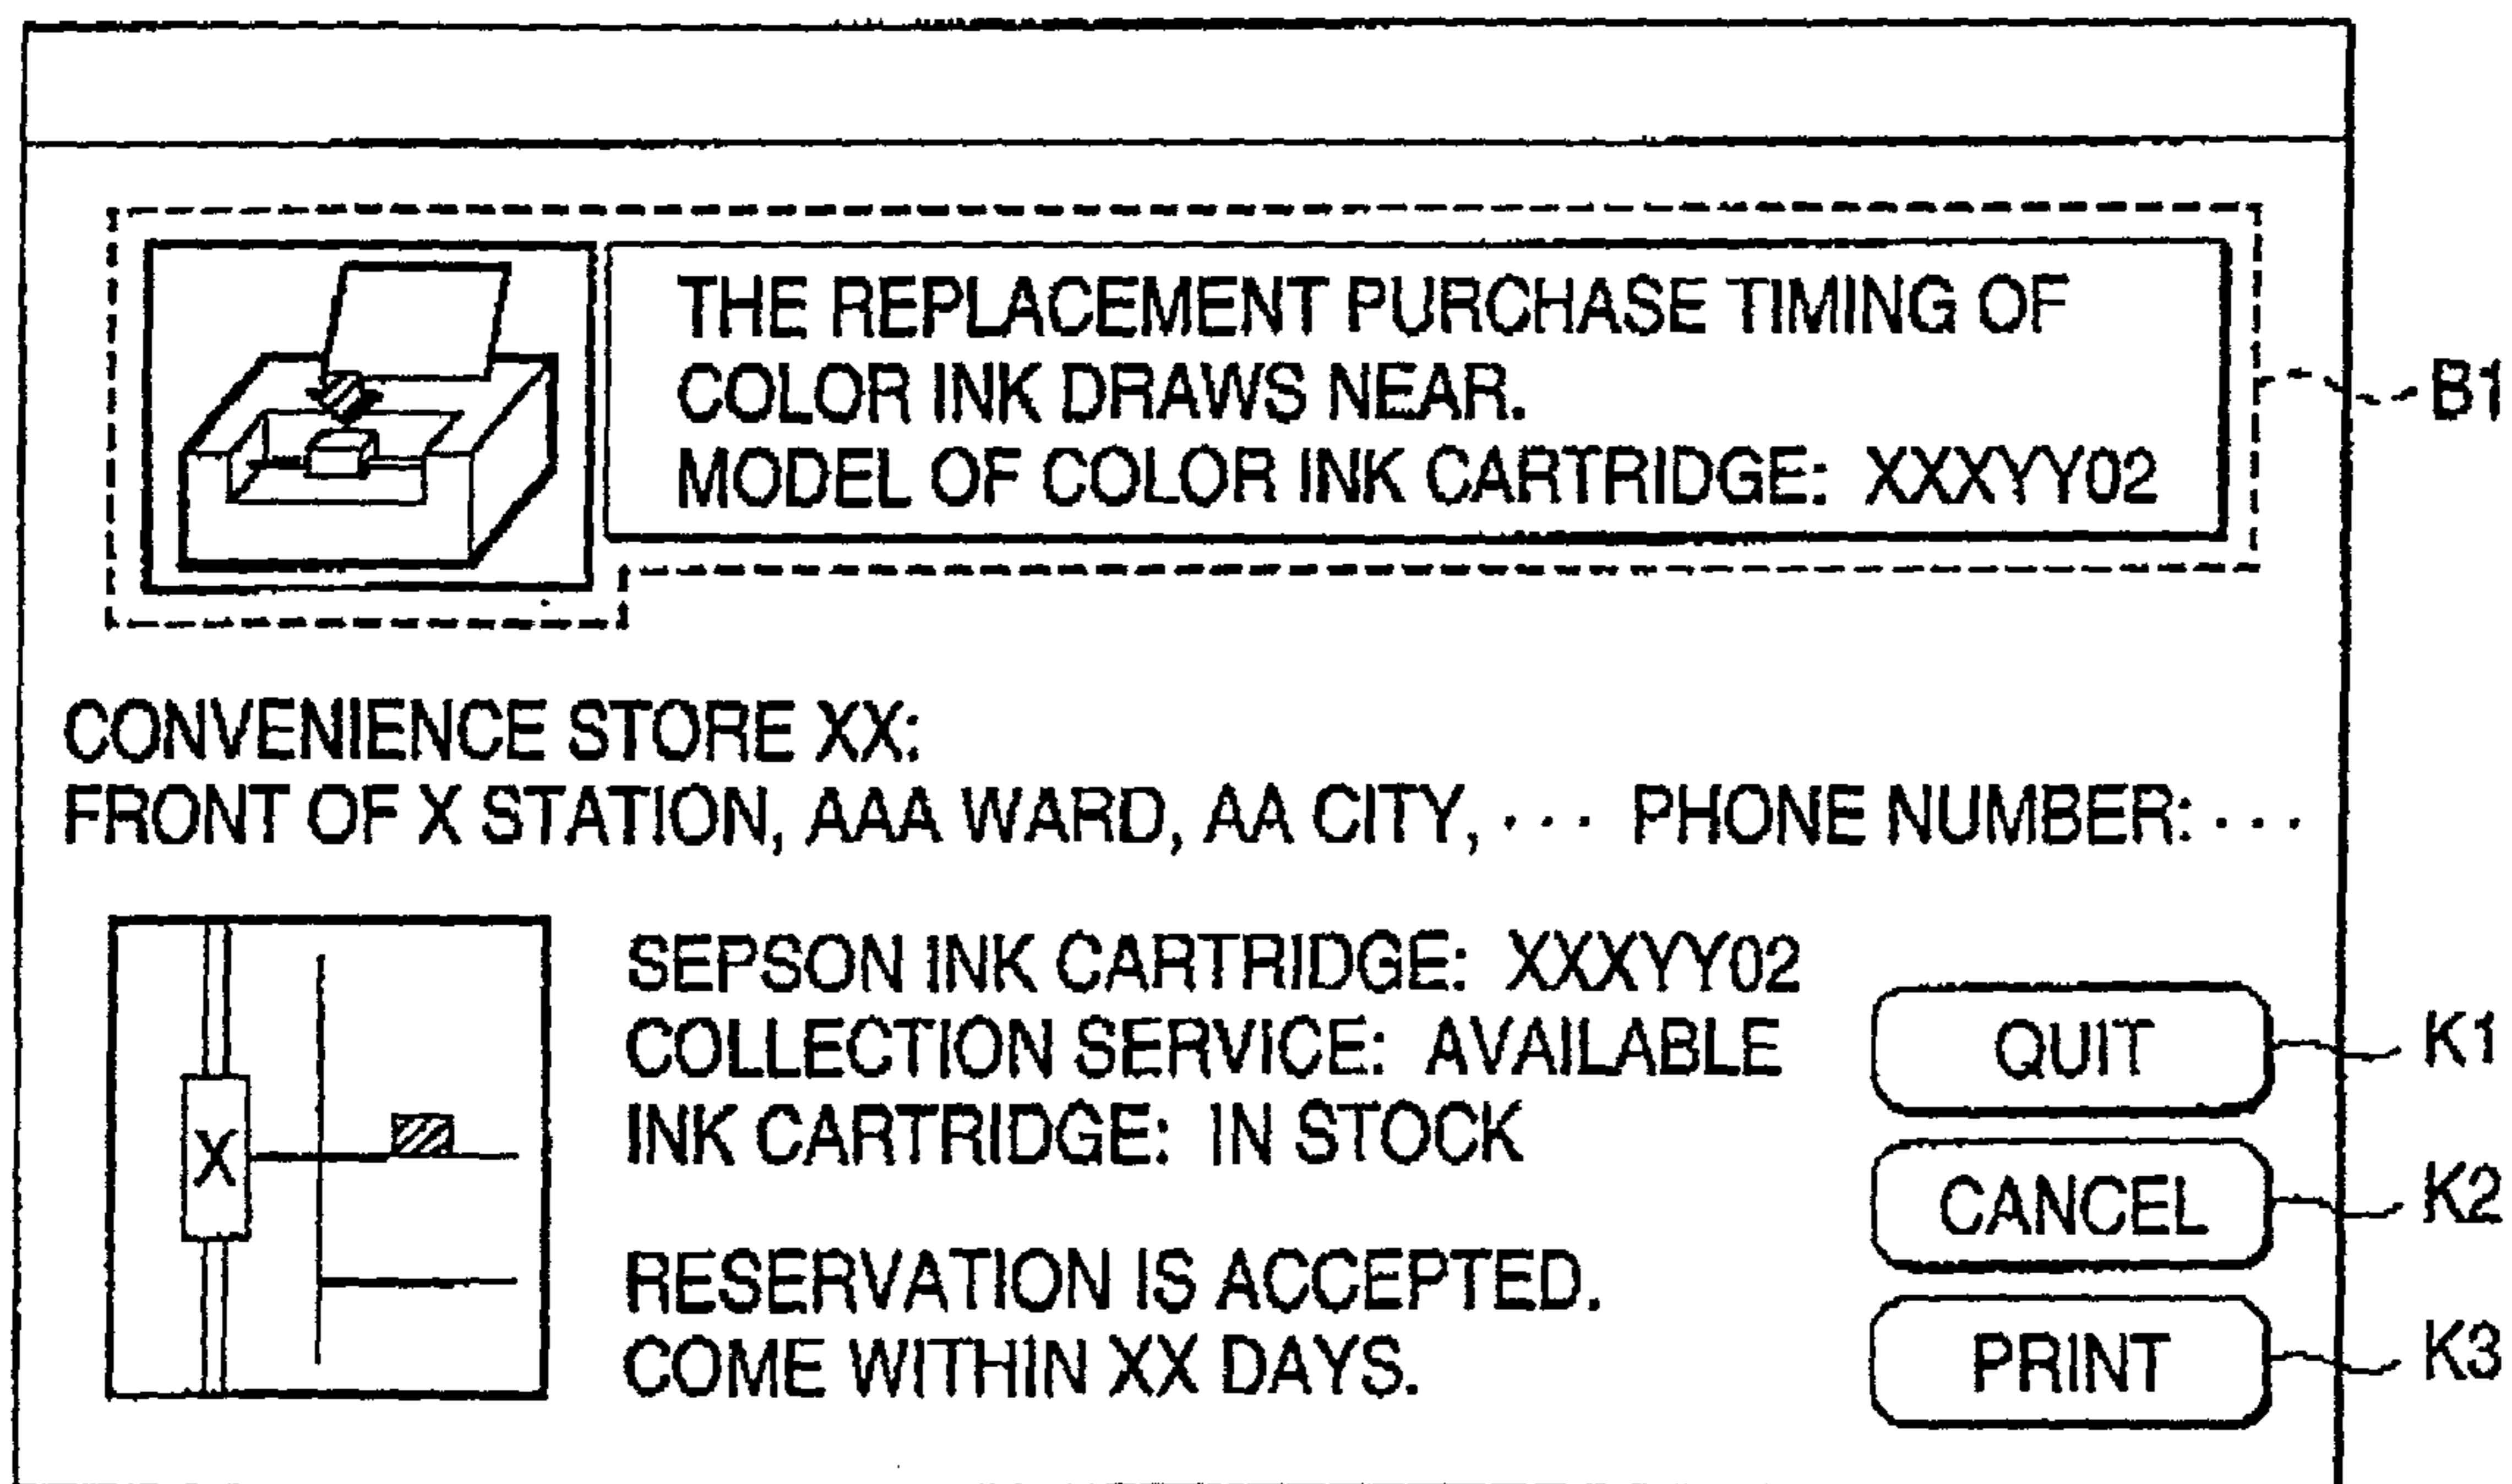 THE REPLACEMENT PURCHASE TIMING OF
COLOR INK DRAWS NEAR.
MODEL OF COLOR INK CARTRIDGE: XXXYY02
B1
CONVENIENCE STORE XX:
FRONT OF X STATION, AAA WARD, AA CITY, ··· PHONE NUMBER: ···
X
SEPSON INK CARTRIDGE: XXXYY02
COLLECTION SERVICE: AVAILABLE
INK CARTRIDGE: IN STOCK
RESERVATION IS ACCEPTED.
COME WITHIN XX DAYS.
QUIT K1
CANCEL K2
PRINT K3